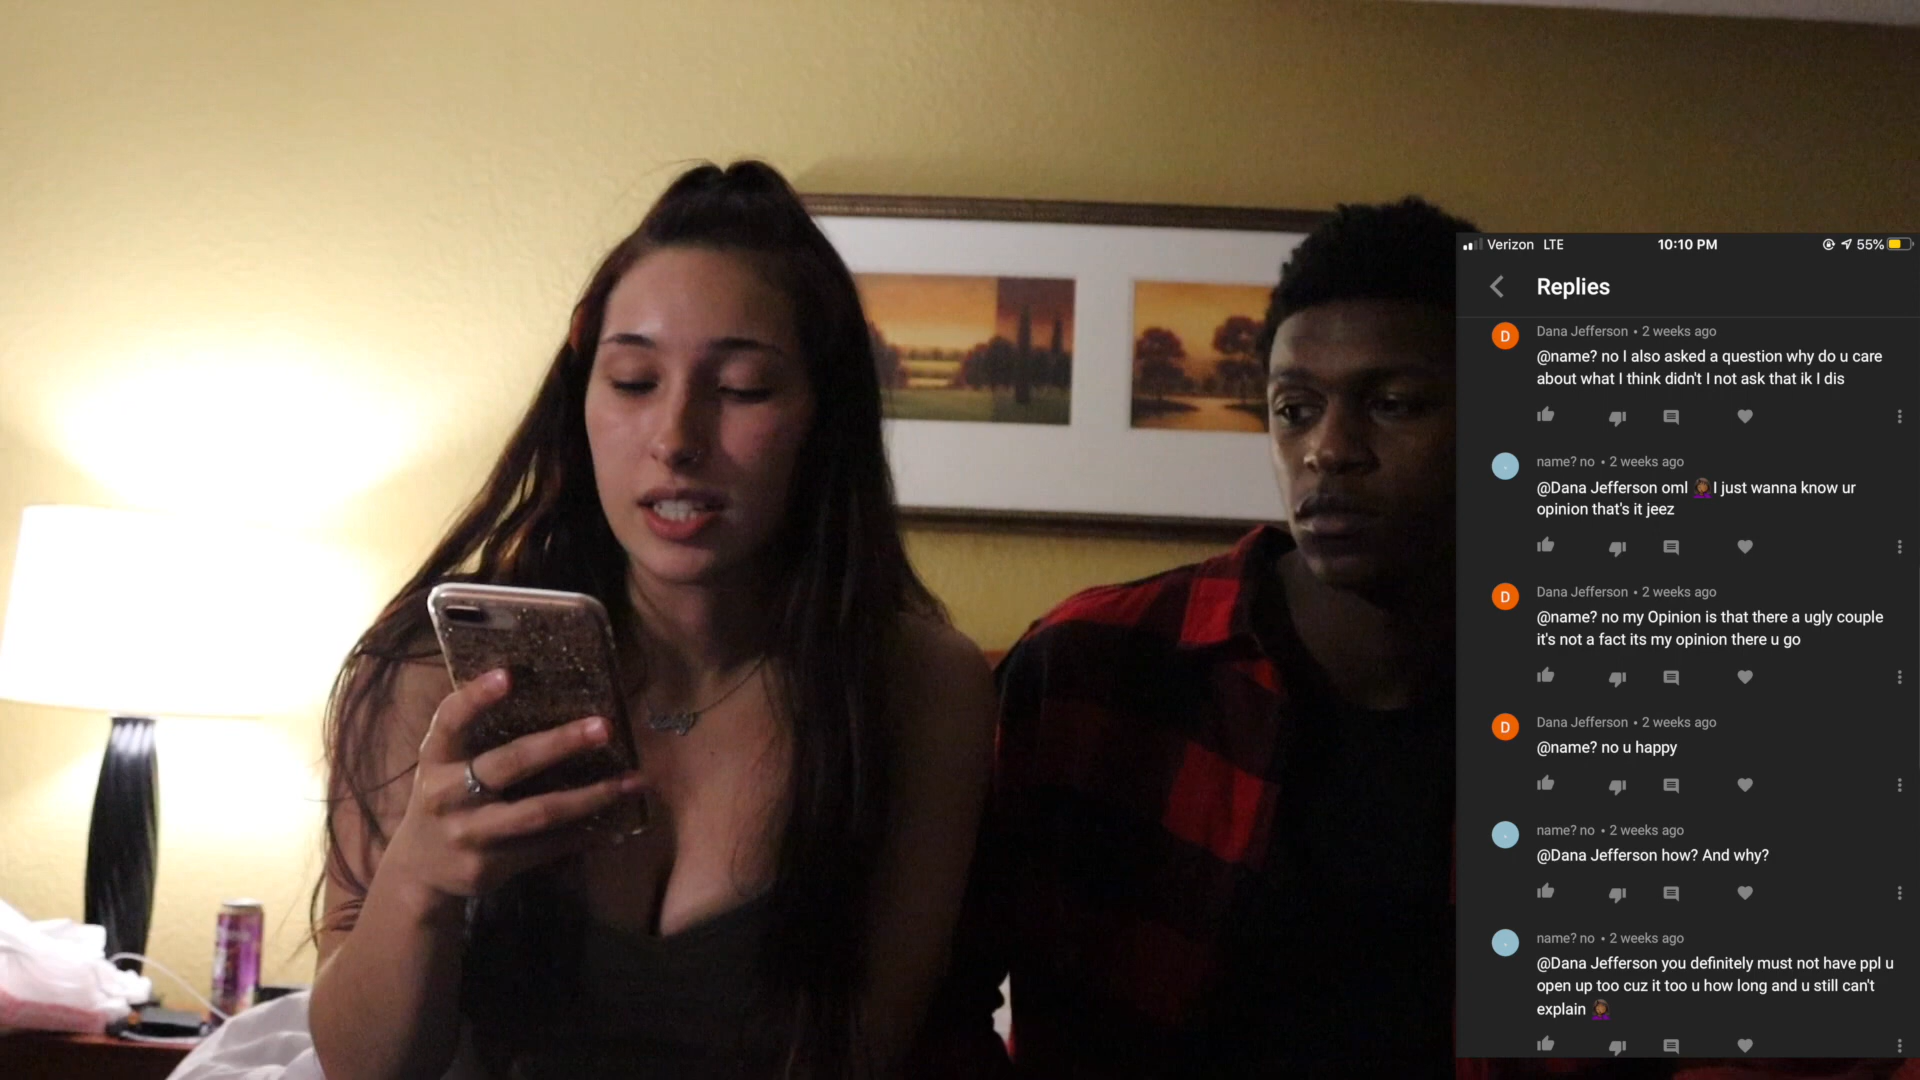 Verizon LTE 10:10 PM 55%
Replies
D Dana Jefferson • 2 weeks ago
@name? no I also asked a question why do u care
about what I think didn't I not ask that ik I dis
name? no • 2 weeks ago
@Dana Jefferson oml 🤦🏾‍♀️I just wanna know ur
opinion that's it jeez
D Dana Jefferson • 2 weeks ago
@name? no my Opinion is that there a ugly couple
it's not a fact its my opinion there u go
D Dana Jefferson • 2 weeks ago
@name? no u happy
name? no • 2 weeks ago
@Dana Jefferson how? And why?
name? no • 2 weeks ago
@Dana Jefferson you definitely must not have ppl u
open up too cuz it too u how long and u still can't
explain 🤦🏾‍♀️